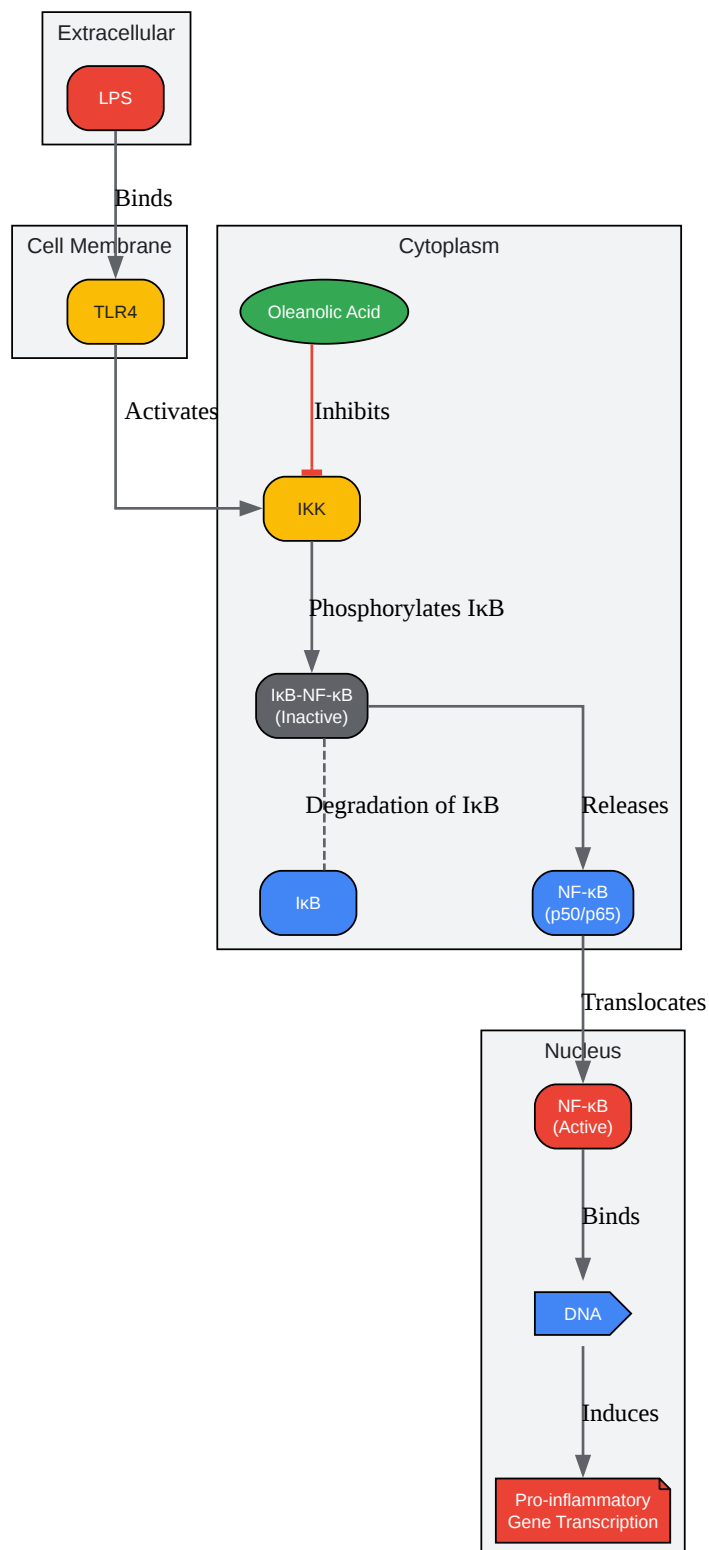 Extracellular
LPS
Binds
Cell Membrane
Cytoplasm
TLR4
Oleanolic Acid
Activates
Inhibits
IKK
Phosphorylates IκB
IκB-NF-κB
(Inactive)
Degradation of IκB
Releases
IκB
NF-κB
(p50/p65)
Translocates
Nucleus
NF-κB
(Active)
Binds
DNA
Induces
Pro-inflammatory
Gene Transcription